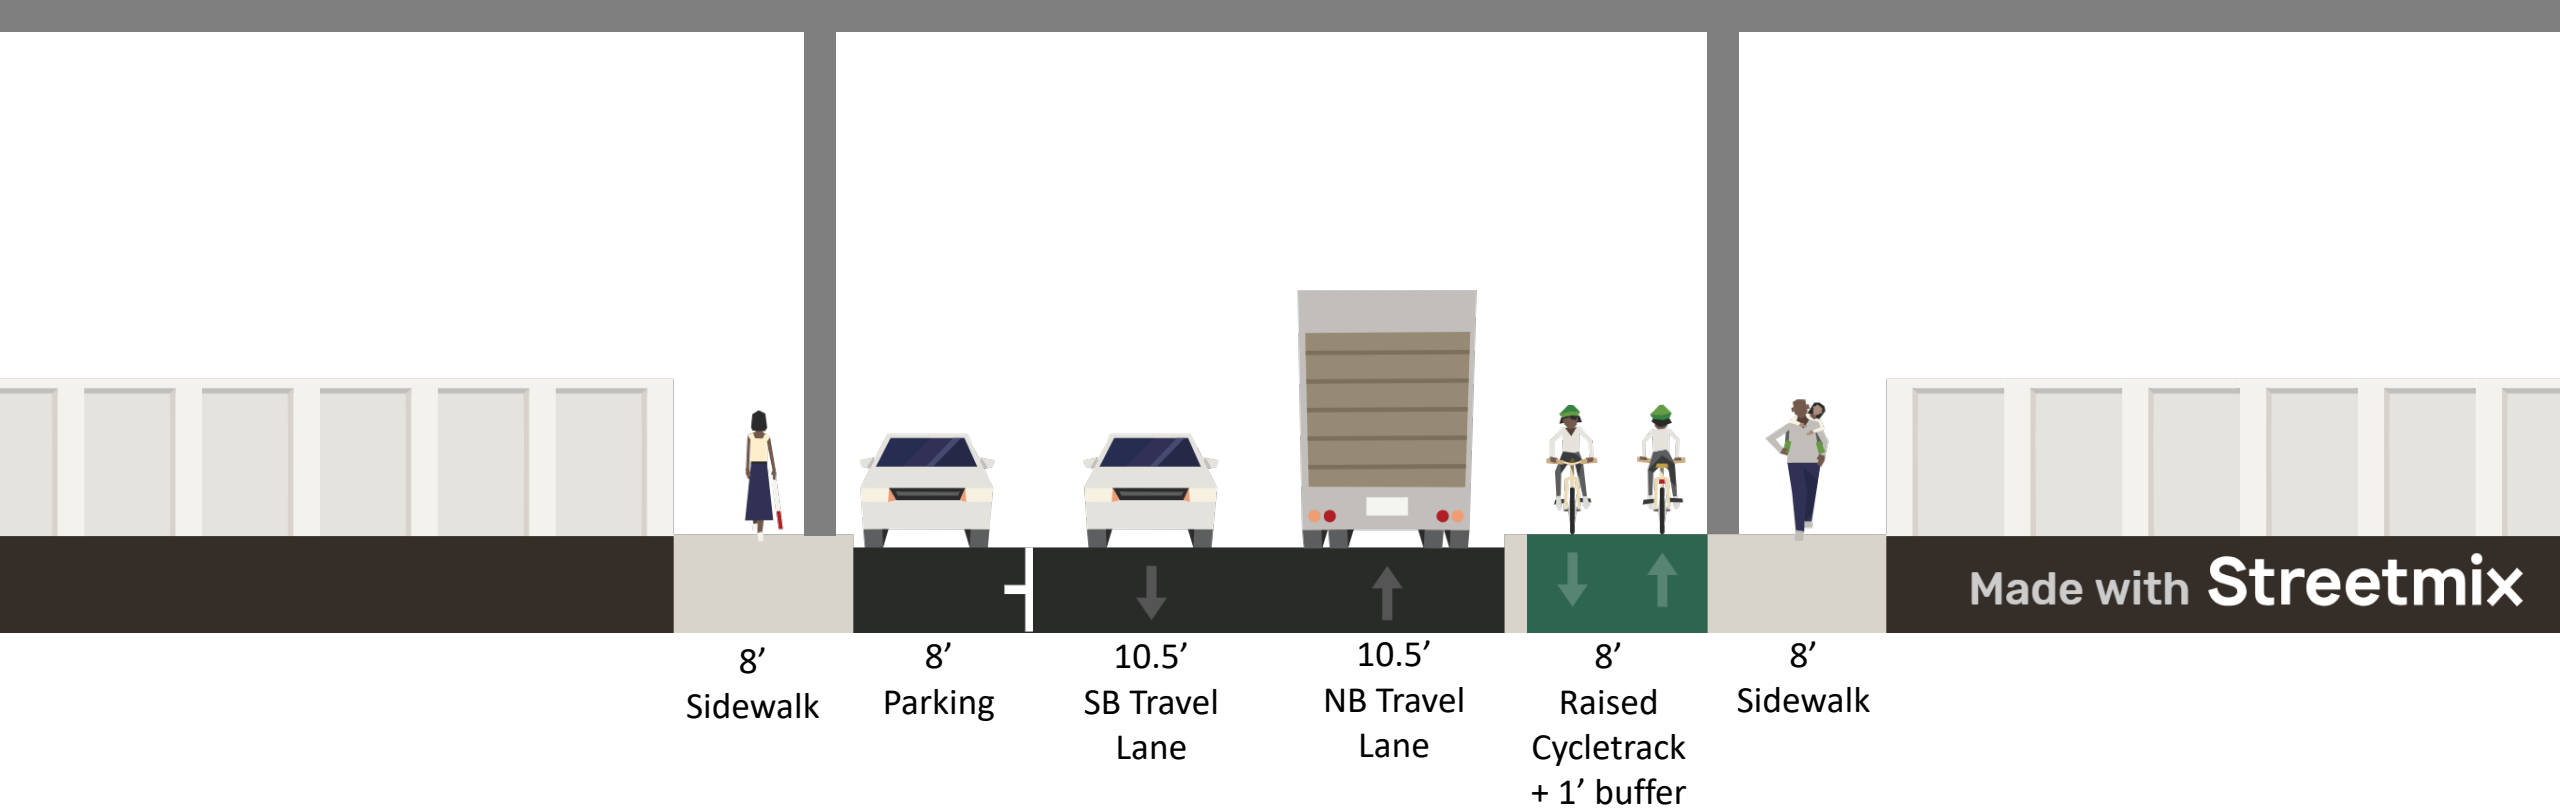 Made with Streetmix
8’
Sidewalk
8’
Parking
10.5’
SB Travel
Lane
10.5’
NB Travel
Lane
8’
Raised
Cycletrack
+ 1’ buffer
8’
Sidewalk